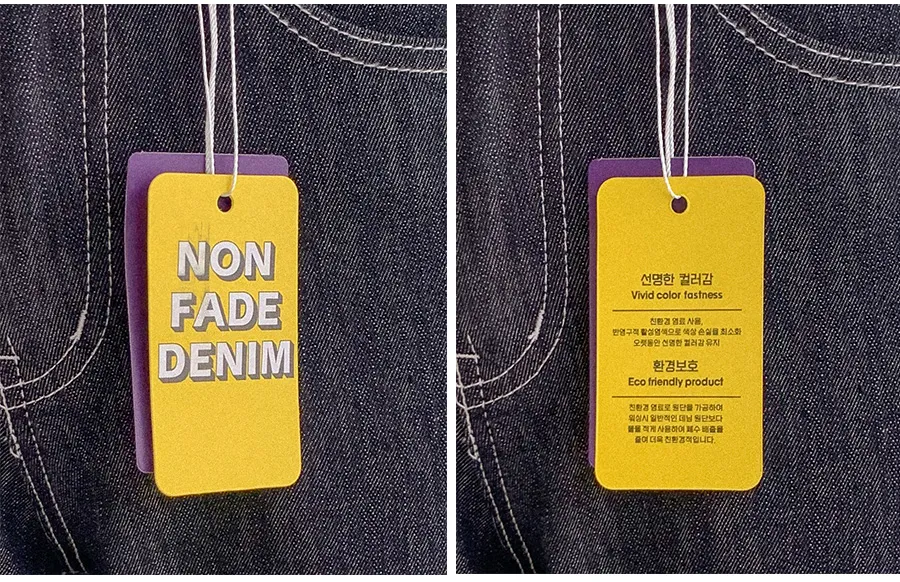 NON
FADE
DENIM
선명한 컬러감
Vivid color fastness
친환경 염료 사용,
반영구적 활성염색으로 색상 손실을 최소화
오랫동안 선명한 컬러감 유지
환경보호
Eco friendly product
친환경 염료로 원단을 가공하여
워싱시 일반적인 데님 원단보다
물을 적게 사용하여 폐수 배출을
줄여 더욱 친환경적입니다.